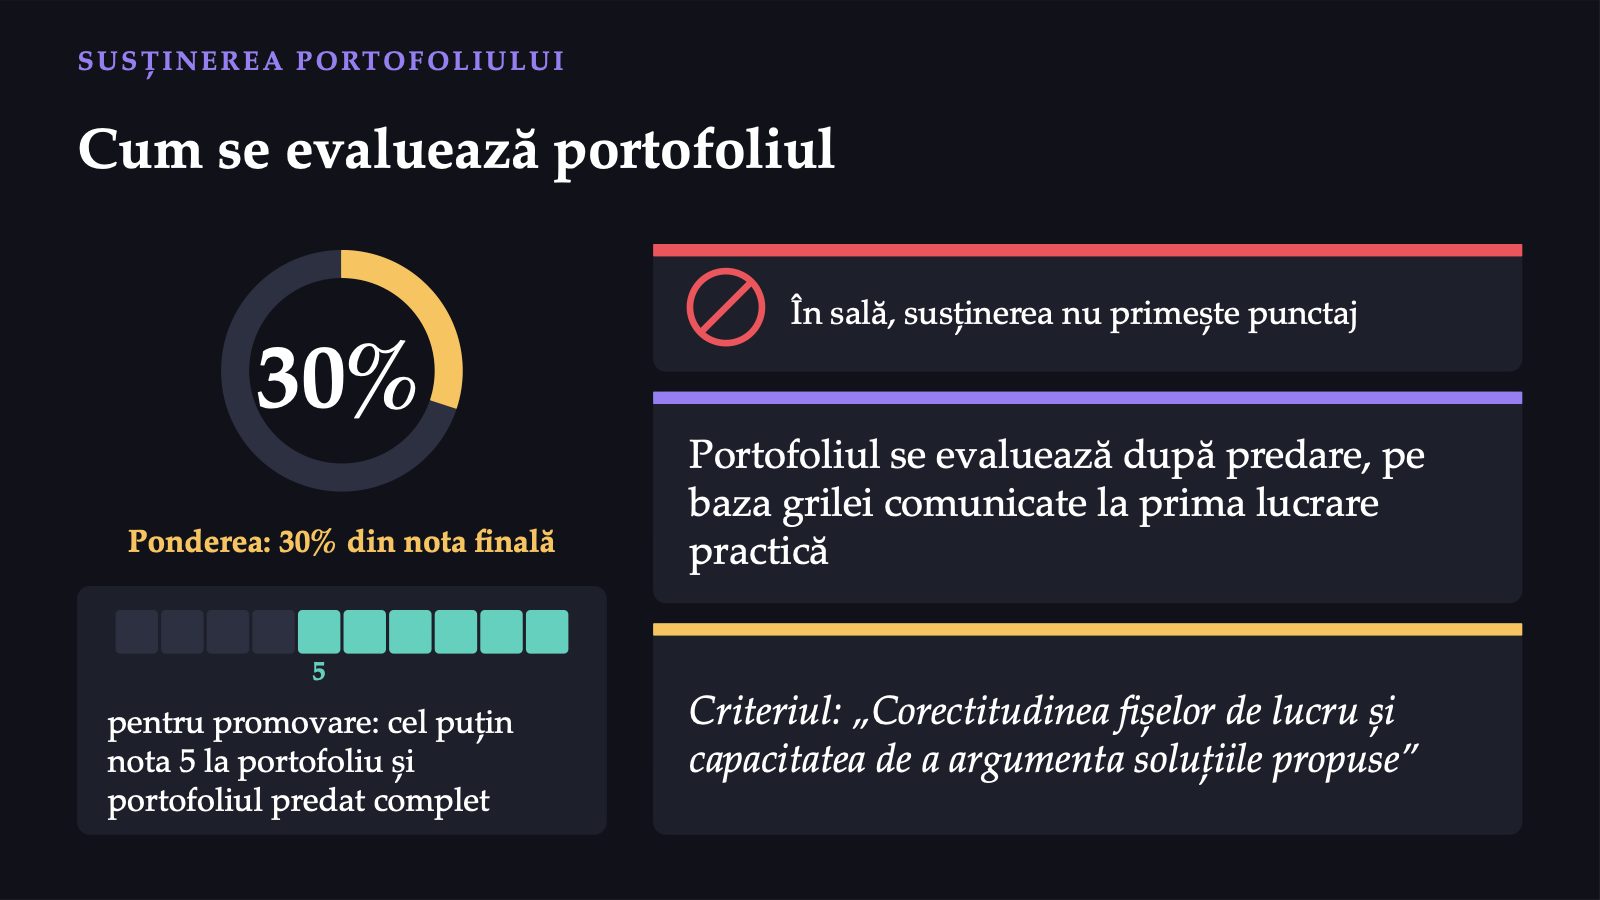 SUSȚINEREA PORTOFOLIULUI
Cum se evaluează portofoliul
30%
Ponderea: 30% din nota finală
5
pentru promovare: cel puțin
nota 5 la portofoliu și
portofoliul predat complet
În sală, susținerea nu primește punctaj
Portofoliul se evaluează după predare, pe
baza grilei comunicate la prima lucrare
practică
Criteriul: „Corectitudinea fișelor de lucru și
capacitatea de a argumenta soluțiile propuse”